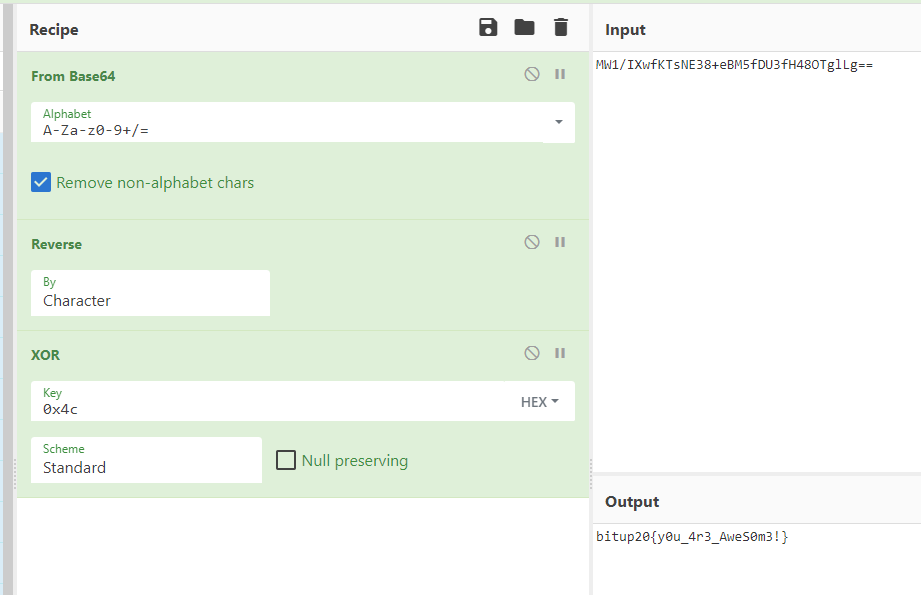 Recipe
From Base64
Alphabet
A-Za-z0-9+/=
Remove non-alphabet chars
Reverse
By
Character
XOR
Key
0x4c
HEX
Scheme
Standard
Null preserving
Input
MW1/IXwfKTsNE38+eBM5fDU3fH48OTglLg==
Output
bitup20{y0u_4r3_AweS0m3!}